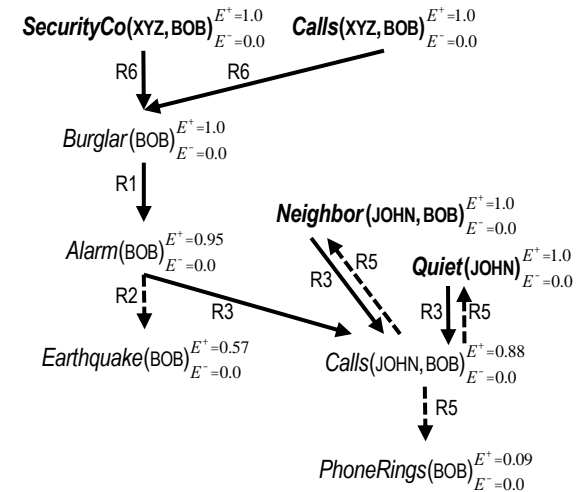 SecurityCo(XYZ, BOB) E⁺=1.0 E⁻=0.0
Calls(XYZ, BOB) E⁺=1.0 E⁻=0.0
R6
R6
Burglar(BOB) E⁺=1.0 E⁻=0.0
R1
Neighbor(JOHN, BOB) E⁺=1.0 E⁻=0.0
Alarm(BOB) E⁺=0.95 E⁻=0.0
R5
Quiet(JOHN) E⁺=1.0 E⁻=0.0
R3
R2
R3
R3
R5
Earthquake(BOB) E⁺=0.57 E⁻=0.0
Calls(JOHN, BOB) E⁺=0.88 E⁻=0.0
R5
PhoneRings(BOB) E⁺=0.09 E⁻=0.0